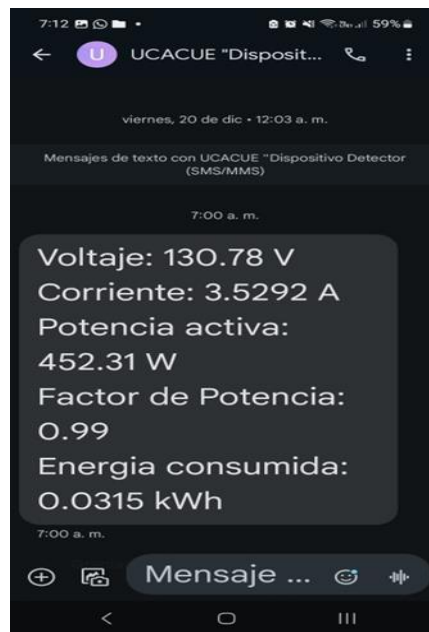 7:12 59%
U UCACUE "Disposit...
viernes, 20 de dic • 12:03 a. m.
Mensajes de texto con UCACUE "Dispositivo Detector
(SMS/MMS)
7:00 a. m.
Voltaje: 130.78 V
Corriente: 3.5292 A
Potencia activa:
452.31 W
Factor de Potencia:
0.99
Energia consumida:
0.0315 kWh
7:00 a. m.
Mensaje ...